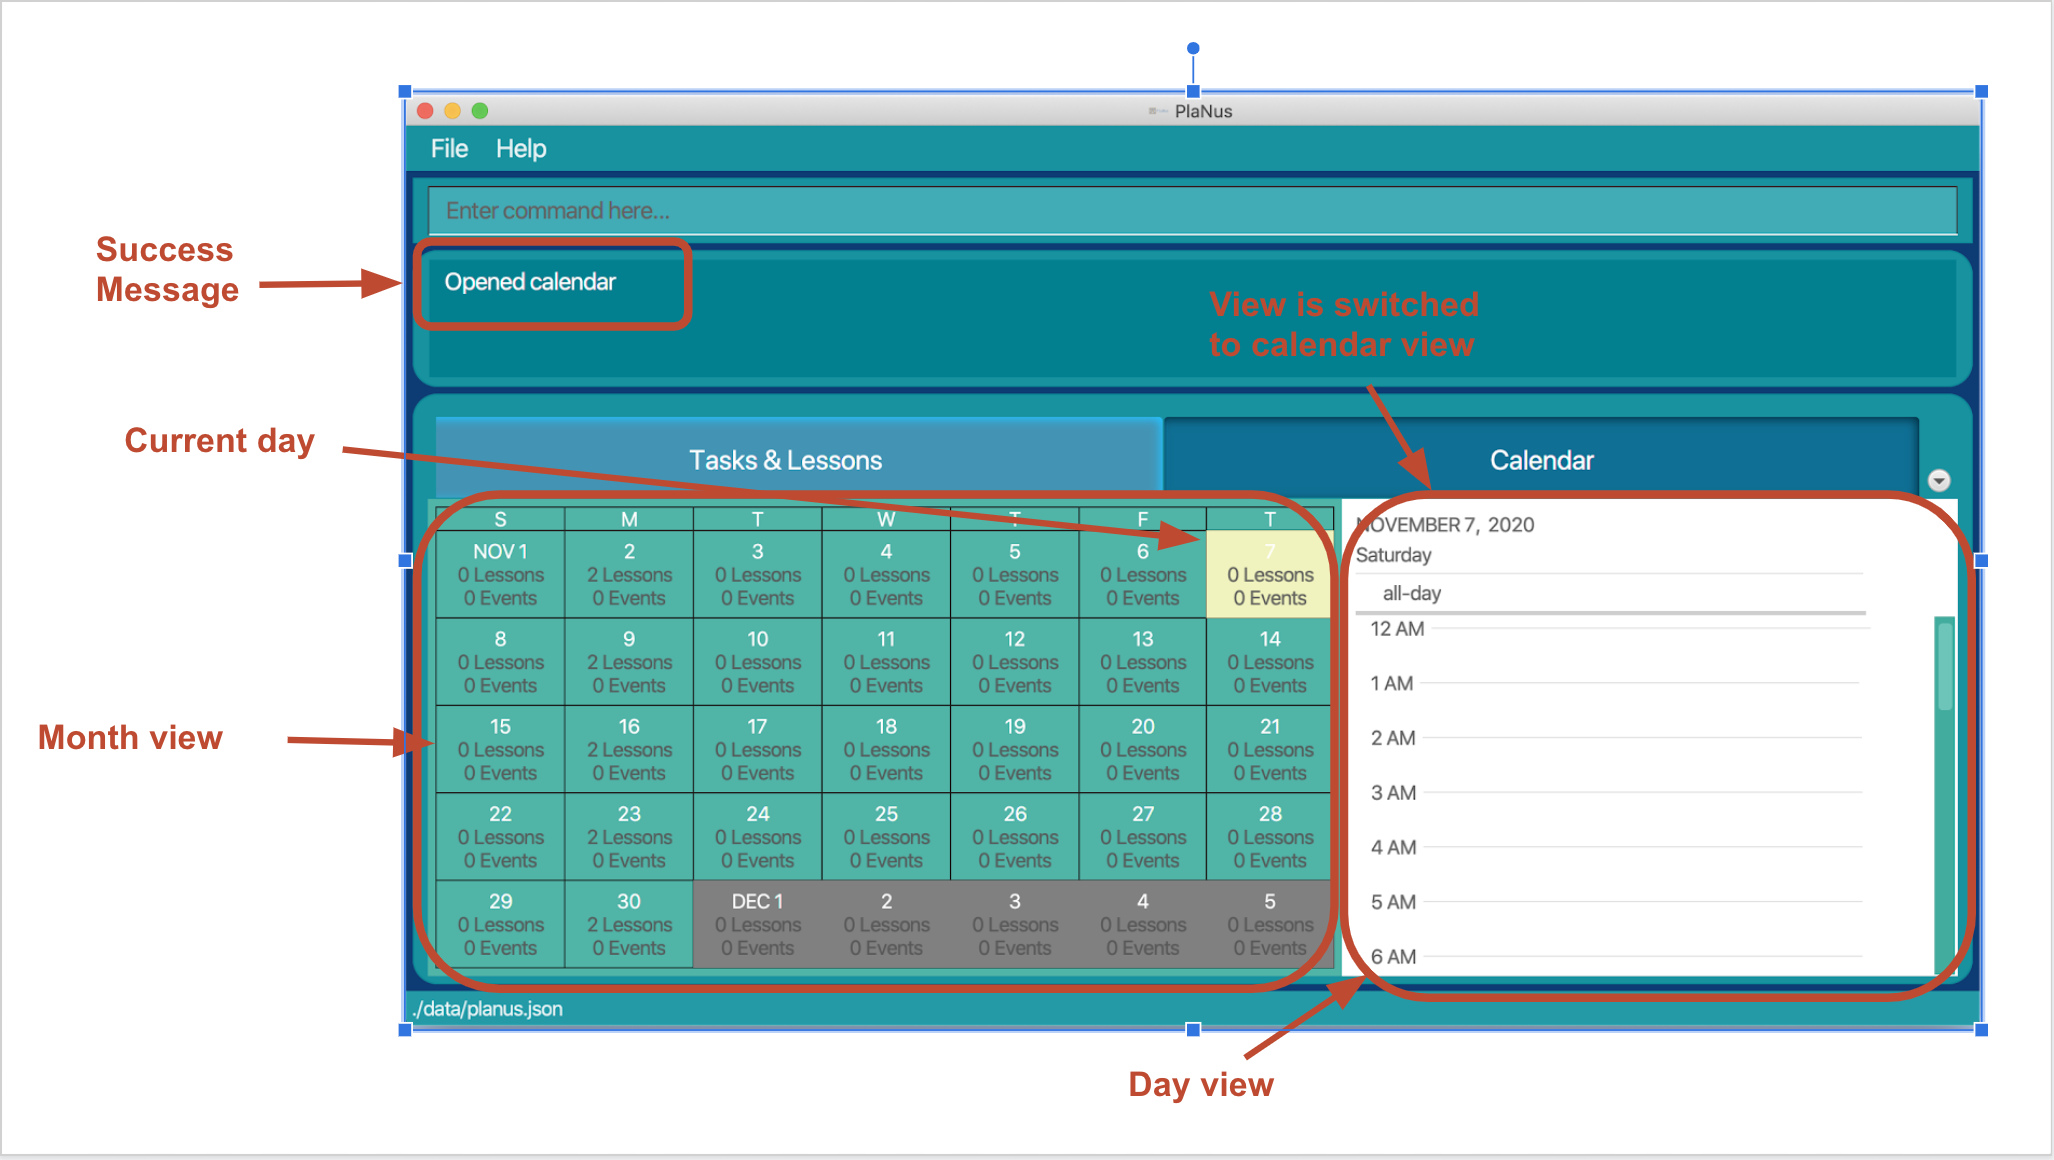 PlaNus
File Help
Enter command here...
Success
Message
Opened calendar
View is switched
to calendar view
Current day
Tasks & Lessons
Calendar
S M T W T F T
NOV 1 2 3 4 5 6 7
0 Lessons 2 Lessons 0 Lessons 0 Lessons 0 Lessons 0 Lessons 0 Lessons
0 Events 0 Events 0 Events 0 Events 0 Events 0 Events 0 Events
8 9 10 11 12 13 14
0 Lessons 2 Lessons 0 Lessons 0 Lessons 0 Lessons 0 Lessons 0 Lessons
0 Events 0 Events 0 Events 0 Events 0 Events 0 Events 0 Events
Month view
15 16 17 18 19 20 21
0 Lessons 2 Lessons 0 Lessons 0 Lessons 0 Lessons 0 Lessons 0 Lessons
0 Events 0 Events 0 Events 0 Events 0 Events 0 Events 0 Events
22 23 24 25 26 27 28
0 Lessons 2 Lessons 0 Lessons 0 Lessons 0 Lessons 0 Lessons 0 Lessons
0 Events 0 Events 0 Events 0 Events 0 Events 0 Events 0 Events
29 30 DEC 1 2 3 4 5
0 Lessons 2 Lessons 0 Lessons 0 Lessons 0 Lessons 0 Lessons 0 Lessons
0 Events 0 Events 0 Events 0 Events 0 Events 0 Events 0 Events
NOVEMBER 7, 2020
Saturday
all-day
12 AM
1 AM
2 AM
3 AM
4 AM
5 AM
6 AM
./data/planus.json
Day view